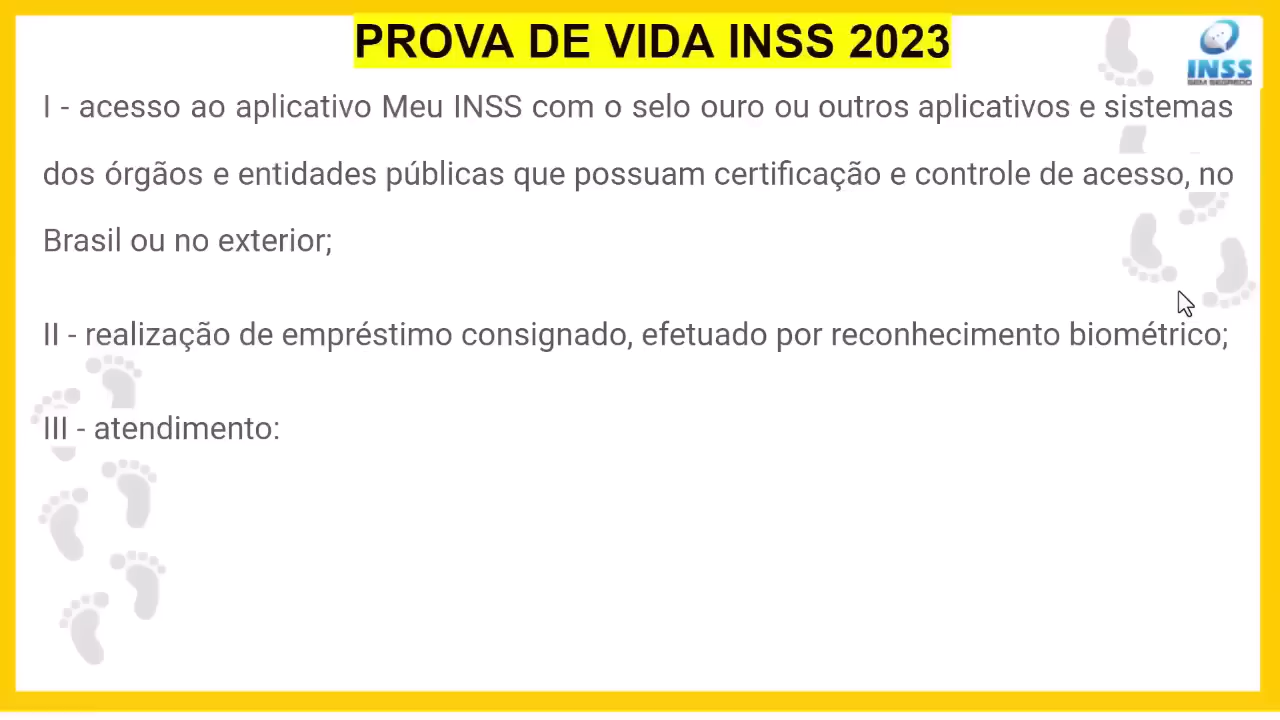 PROVA DE VIDA INSS 2023
INSS
SEM SEGREDO
I - acesso ao aplicativo Meu INSS com o selo ouro ou outros aplicativos e sistemas
dos órgãos e entidades públicas que possuam certificação e controle de acesso, no
Brasil ou no exterior;
II - realização de empréstimo consignado, efetuado por reconhecimento biométrico;
III - atendimento: